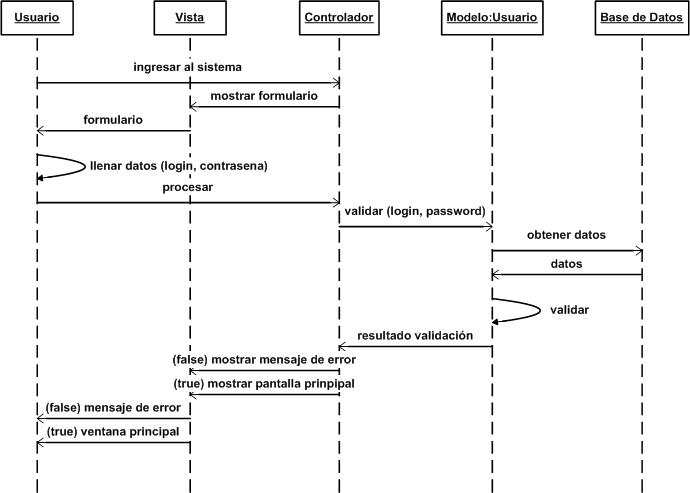 Usuario
Vista
Controlador
Modelo:Usuario
Base de Datos
ingresar al sistema
mostrar formulario
formulario
llenar datos (login, contrasena)
procesar
validar (login, password)
obtener datos
datos
validar
resultado validación
(false) mostrar mensaje de error
(true) mostrar pantalla prinpipal
(false) mensaje de error
(true) ventana principal